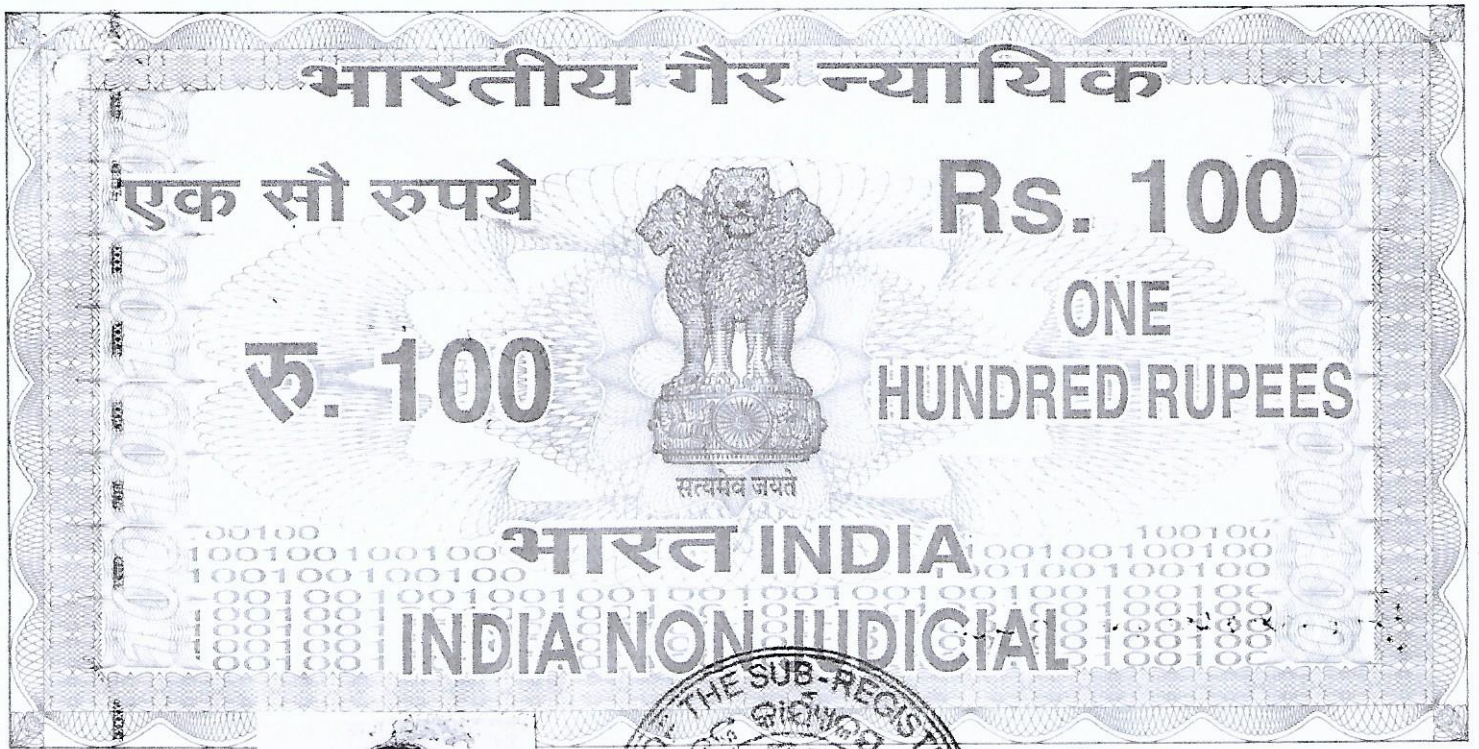 भारतीय गैर न्यायिक
एक सौ रुपये
Rs. 100
रु. 100
ONE
HUNDRED RUPEES
सत्यमेव जयते
भारत INDIA
INDIA NON JUDICIAL
THE SUB-REGIS